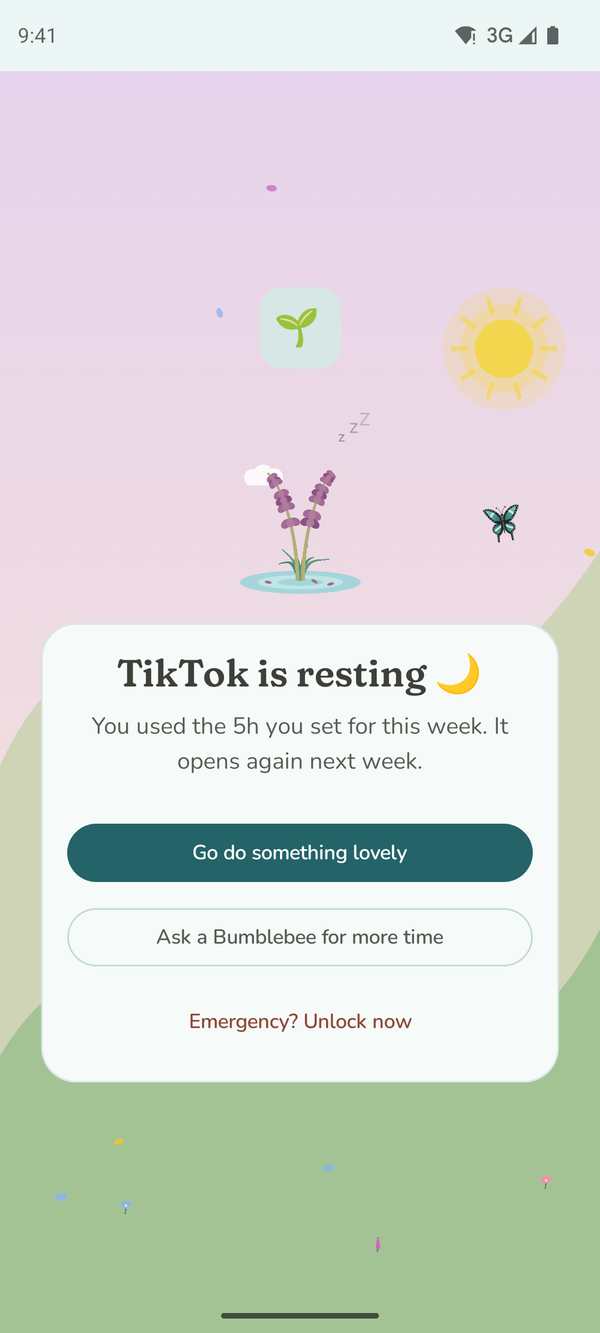 9:41
3G
z z Z
TikTok is resting 🌙
You used the 5h you set for this week. It
opens again next week.
Go do something lovely
Ask a Bumblebee for more time
Emergency? Unlock now